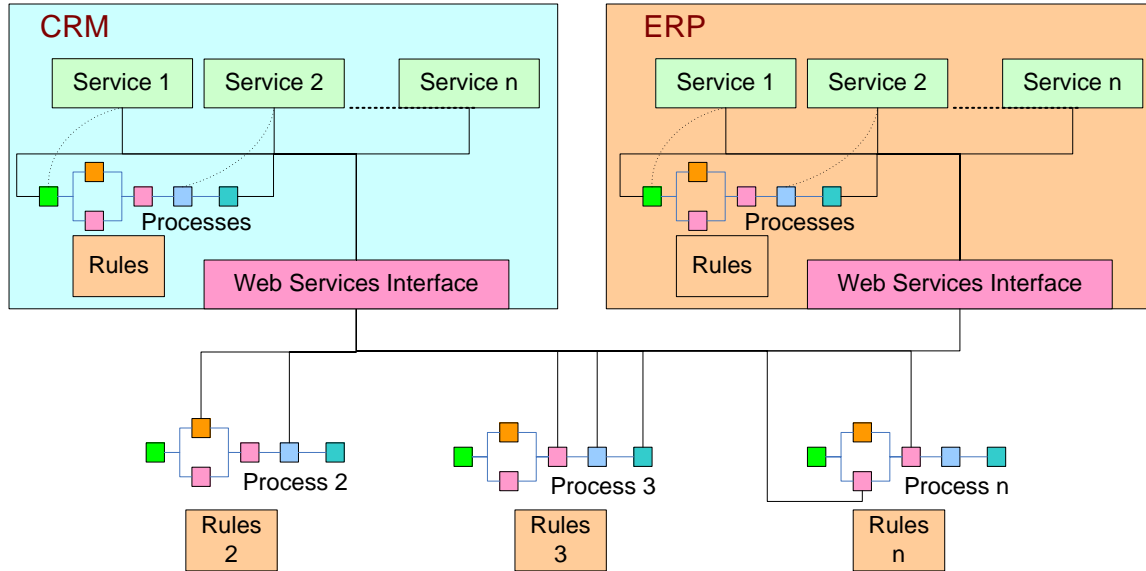 CRM
Service 1
Service 2
Service n
Processes
Rules
Web Services Interface
ERP
Service 1
Service 2
Service n
Processes
Rules
Web Services Interface
Process 2
Rules
2
Process 3
Rules
3
Process n
Rules
n